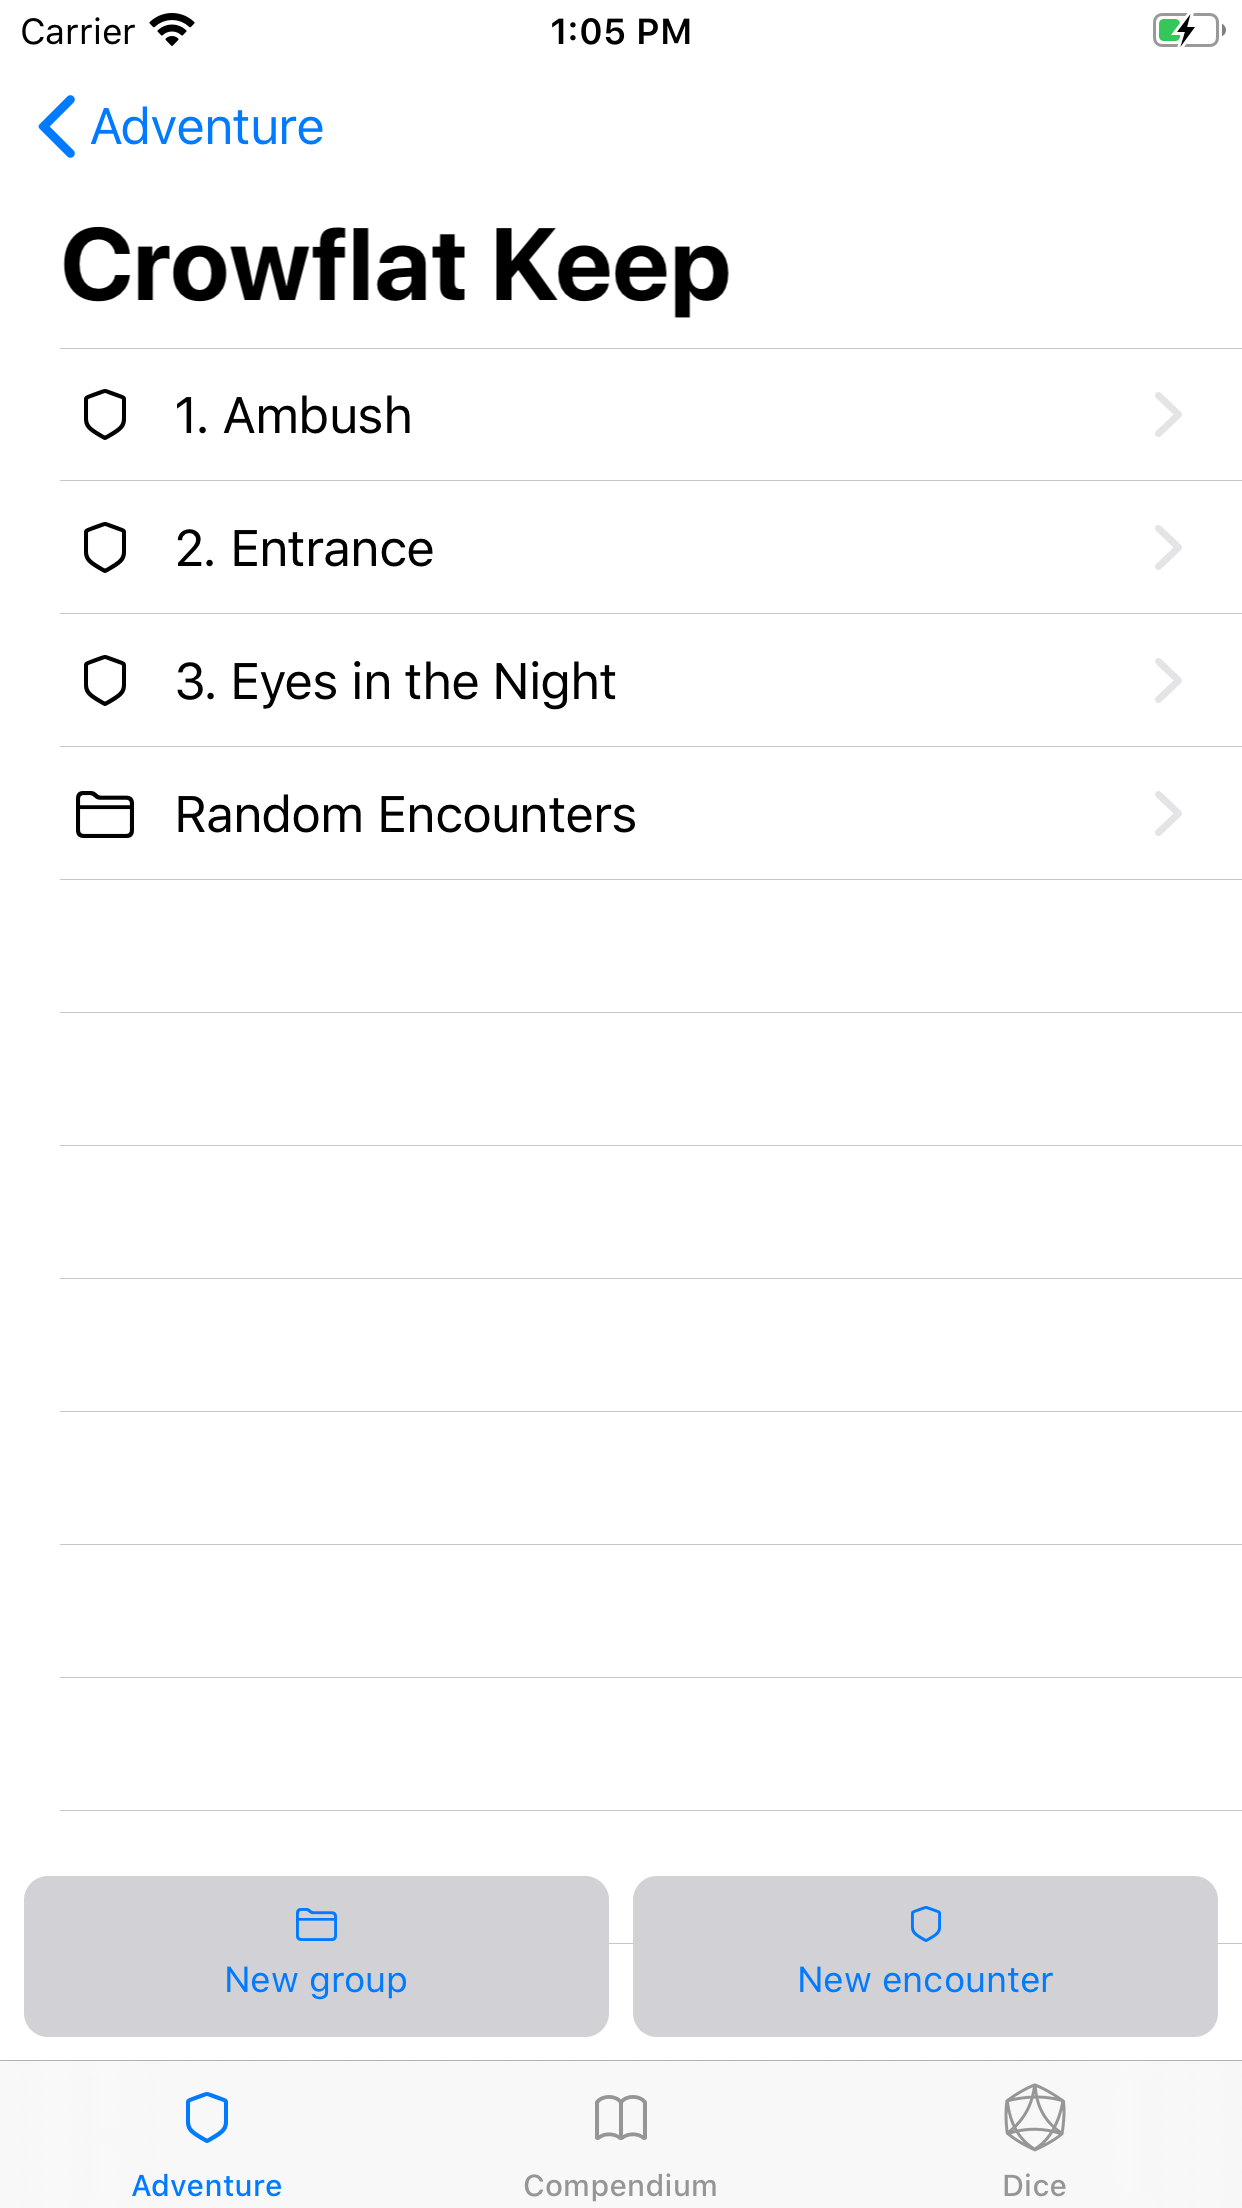 Carrier 1:05 PM
Adventure
Crowflat Keep
1. Ambush
2. Entrance
3. Eyes in the Night
Random Encounters
New group New encounter
Adventure Compendium Dice